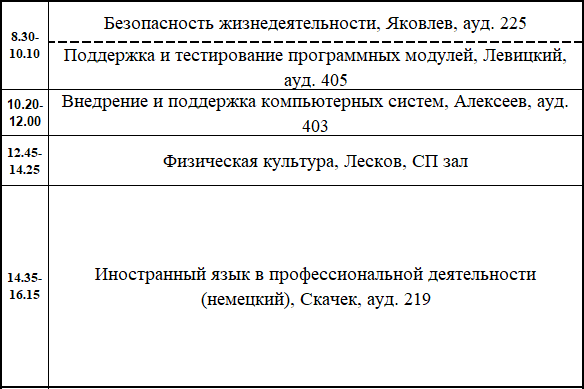 8.30-
10.10
Безопасность жизнедеятельности, Яковлев, ауд. 225
Поддержка и тестирование программных модулей, Левицкий,
ауд. 405
10.20-
12.00
Внедрение и поддержка компьютерных систем, Алексеев, ауд.
403
12.45-
14.25
Физическая культура, Лесков, СП зал
14.35-
16.15
Иностранный язык в профессиональной деятельности
(немецкий), Скачек, ауд. 219